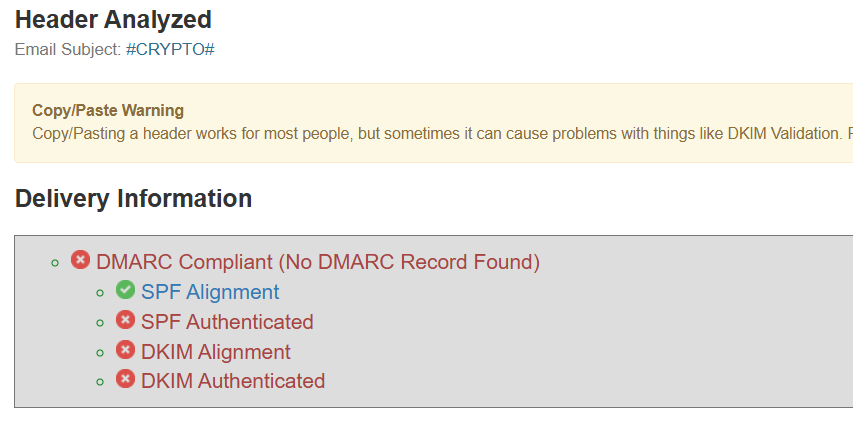 Header Analyzed
Email Subject: #CRYPTO#
Copy/Paste Warning
Copy/Pasting a header works for most people, but sometimes it can cause problems with things like DKIM Validation.
Delivery Information
DMARC Compliant (No DMARC Record Found)
SPF Alignment
SPF Authenticated
DKIM Alignment
DKIM Authenticated